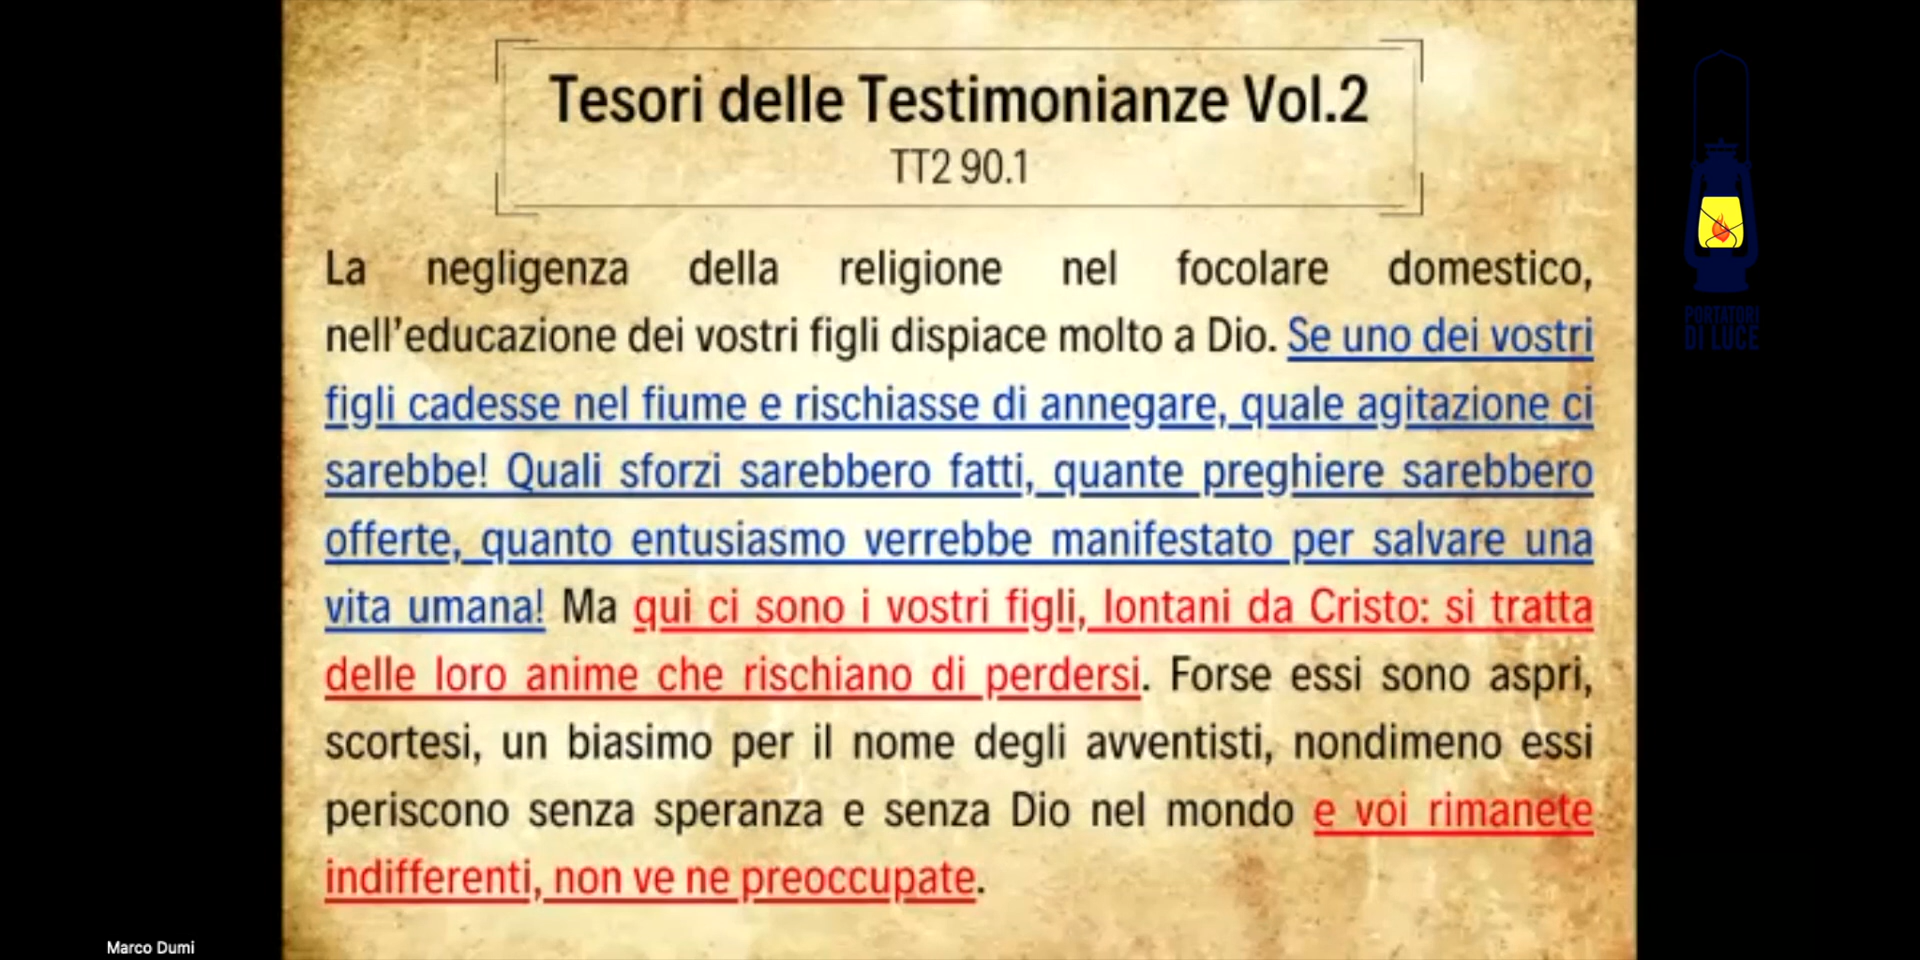 Tesori delle Testimonianze Vol.2
TT2 90.1
La negligenza della religione nel focolare domestico,
nell'educazione dei vostri figli dispiace molto a Dio. Se uno dei vostri
figli cadesse nel fiume e rischiasse di annegare, quale agitazione ci
sarebbe! Quali sforzi sarebbero fatti, quante preghiere sarebbero
offerte, quanto entusiasmo verrebbe manifestato per salvare una
vita umana! Ma qui ci sono i vostri figli, lontani da Cristo: si tratta
delle loro anime che rischiano di perdersi. Forse essi sono aspri,
scortesi, un biasimo per il nome degli avventisti, nondimeno essi
periscono senza speranza e senza Dio nel mondo e voi rimanete
indifferenti, non ve ne preoccupate.
PORTATORI
DI LUCE
Marco Dumi